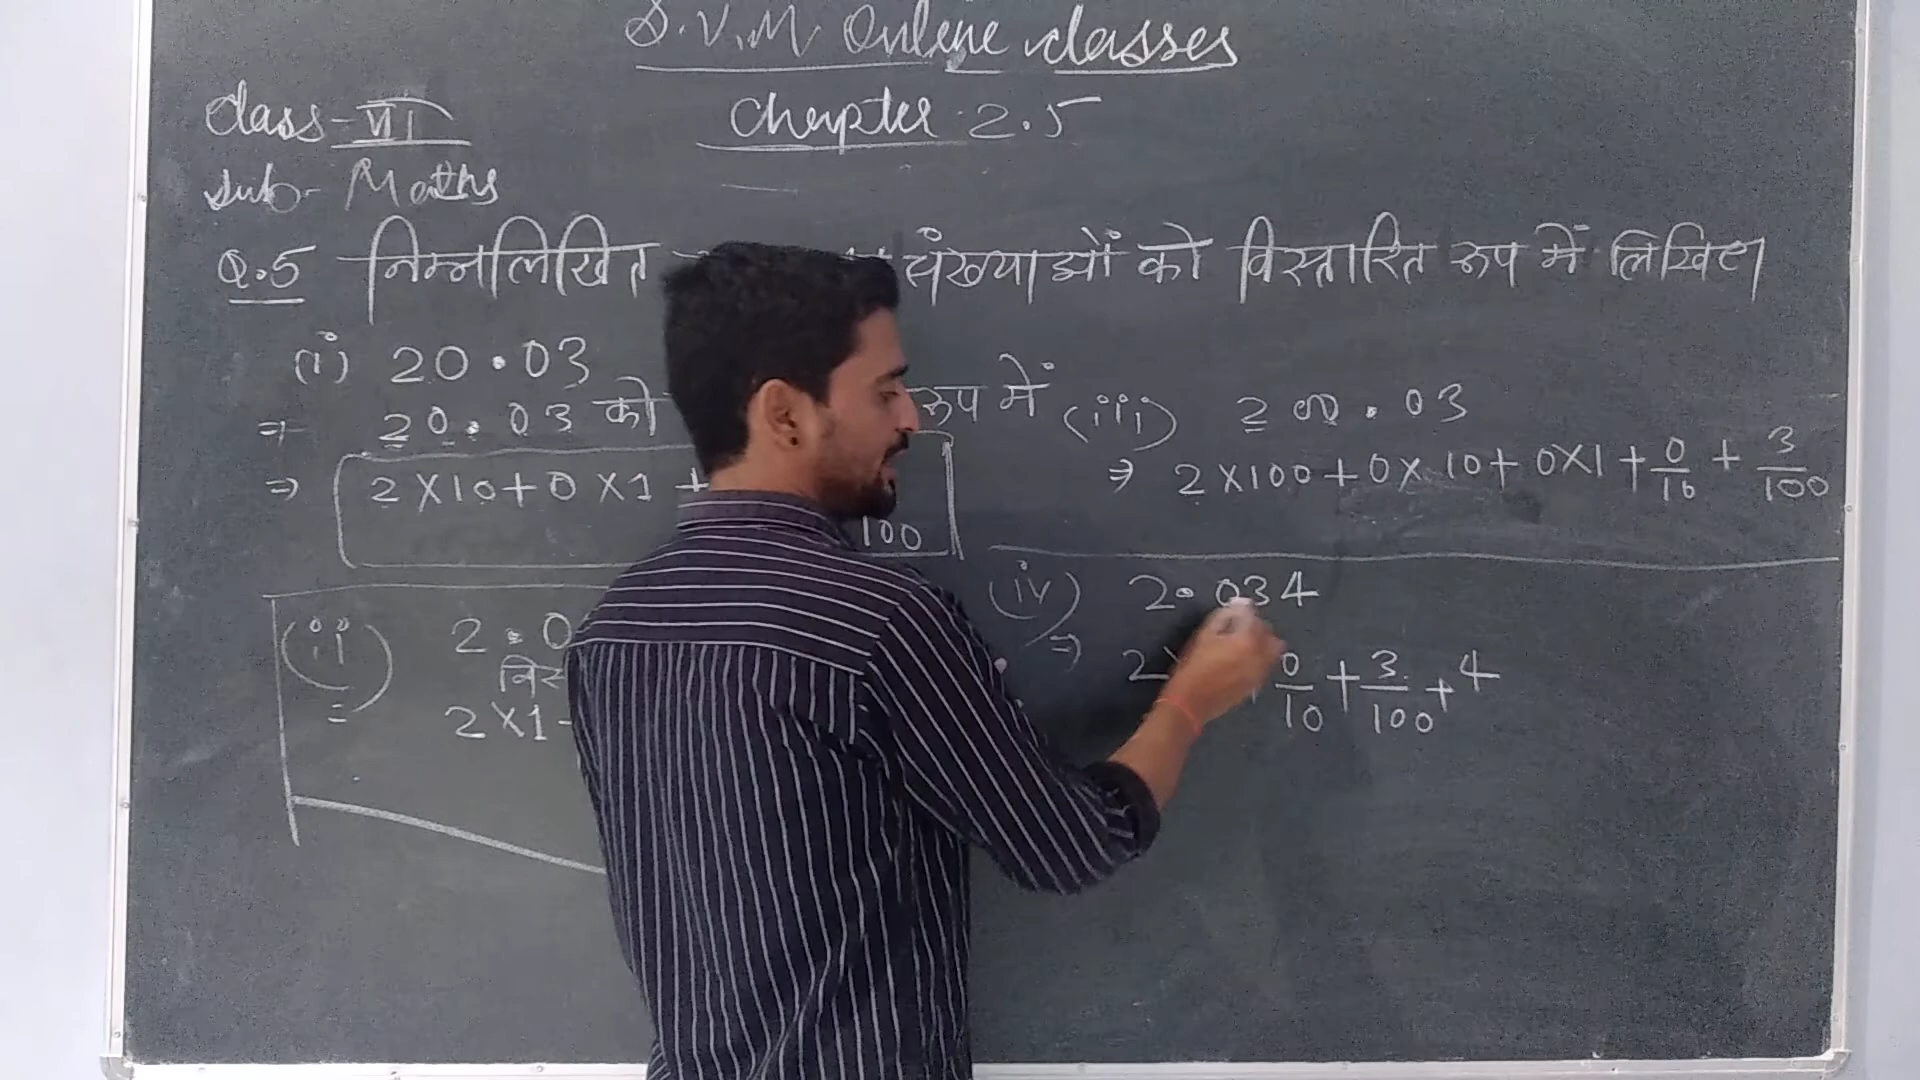 S.V.M Online classes
Class - VII
Chapter 2.5
Sub - Maths
Q.5 निम्नलिखित संख्याओं को विस्तारित रूप में लिखिए
(i) 20.03
⇒ 20.03 को रूप में
⇒ 2×10+0×1+ 100
(ii) 2.0
2×1
(iii) 200.03
⇒ 2×100+0×10+0×1+0/10+3/100
(iv) 2.034
⇒ 2× + 0/10 + 3/100 + 4